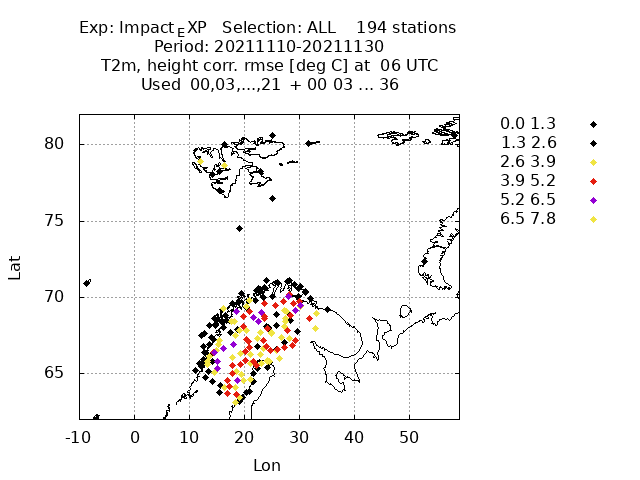 Exp: Impact_EXP   Selection: ALL    194 stations
Period: 20211110-20211130
T2m, height corr. rmse [deg C] at  06 UTC
Used  00,03,...,21  + 00 03 ... 36
0.0 1.3
1.3 2.6
2.6 3.9
3.9 5.2
5.2 6.5
6.5 7.8
80
75
70
65
Lat
-10 0 10 20 30 40 50
Lon